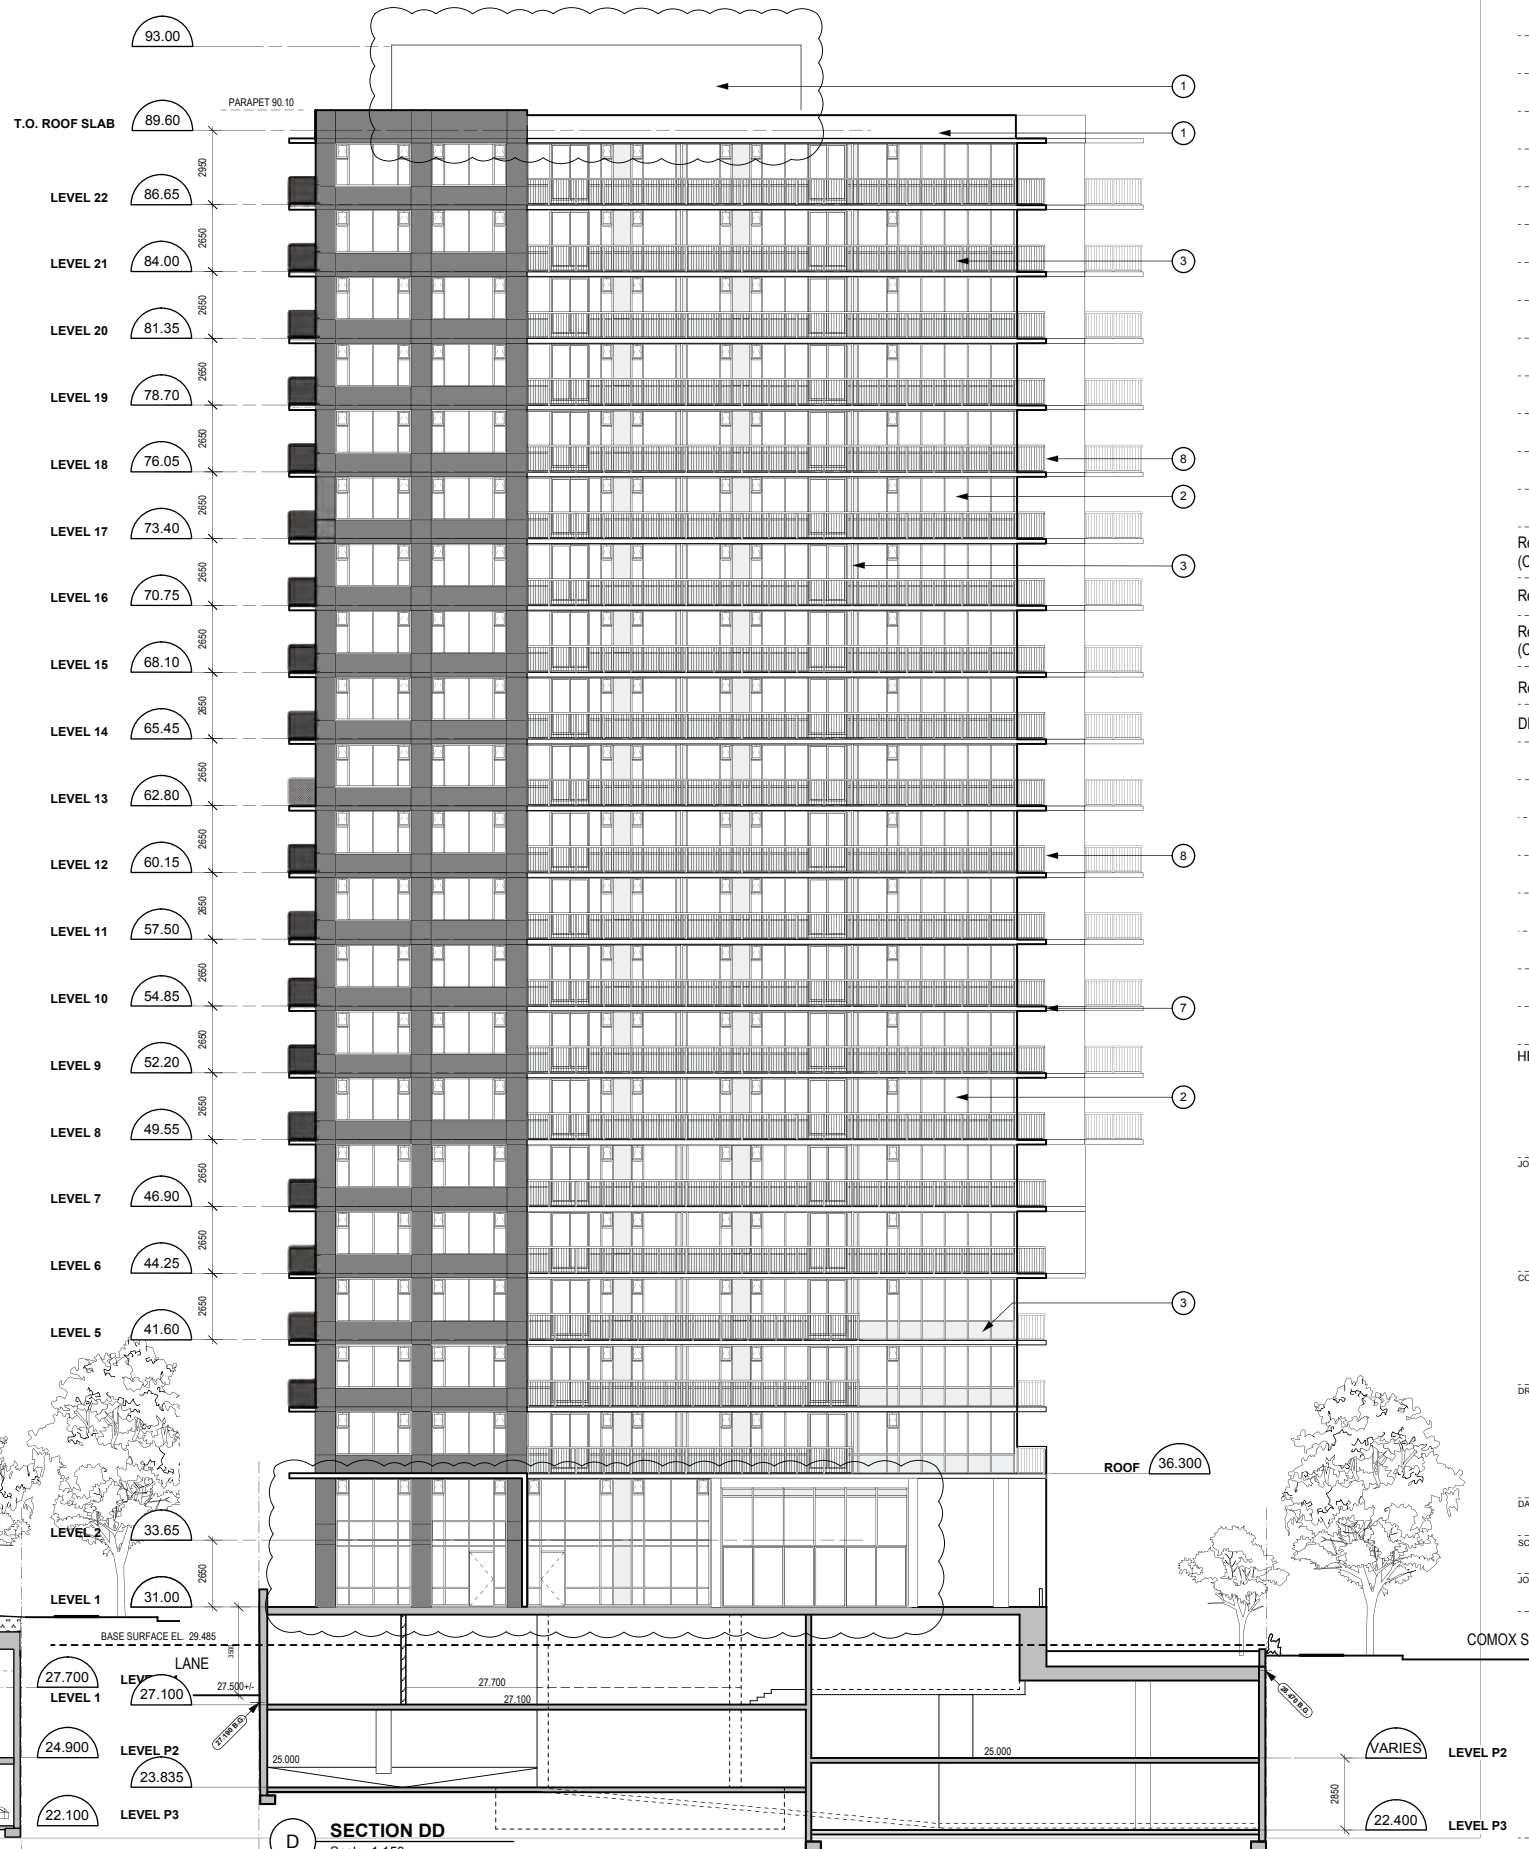 93.00
PARAPET 90.10
T.O. ROOF SLAB 89.60
1
1
2950
LEVEL 22 86.65
2650
LEVEL 21 84.00
3
2650
LEVEL 20 81.35
2650
LEVEL 19 78.70
2650
LEVEL 18 76.05
8
2
2650
LEVEL 17 73.40
3
2650
LEVEL 16 70.75
2650
LEVEL 15 68.10
2650
LEVEL 14 65.45
2650
LEVEL 13 62.80
2650
LEVEL 12 60.15
8
2650
LEVEL 11 57.50
2650
LEVEL 10 54.85
7
2650
LEVEL 9 52.20
2
2650
LEVEL 8 49.55
2650
LEVEL 7 46.90
2650
LEVEL 6 44.25
3
2650
LEVEL 5 41.60
ROOF 36.300
LEVEL 2 33.65
2650
LEVEL 1 31.00
BASE SURFACE EL. 29.485
3500
COMOX S
LANE
27.700
27.500+/-
LEVEL 1 27.100
27.700
27.100
27.190 B.G.
28.470 B.G.
24.900 LEVEL P2
25.000
25.000
VARIES LEVEL P2
23.835
2850
22.100 LEVEL P3
22.400 LEVEL P3
D SECTION DD